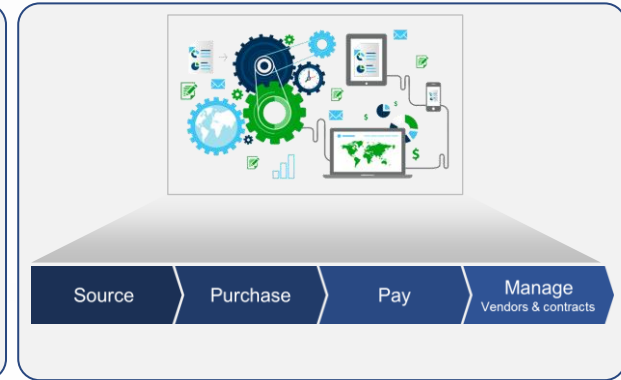 $
$
$
Source
Purchase
Pay
Manage
Vendors & contracts